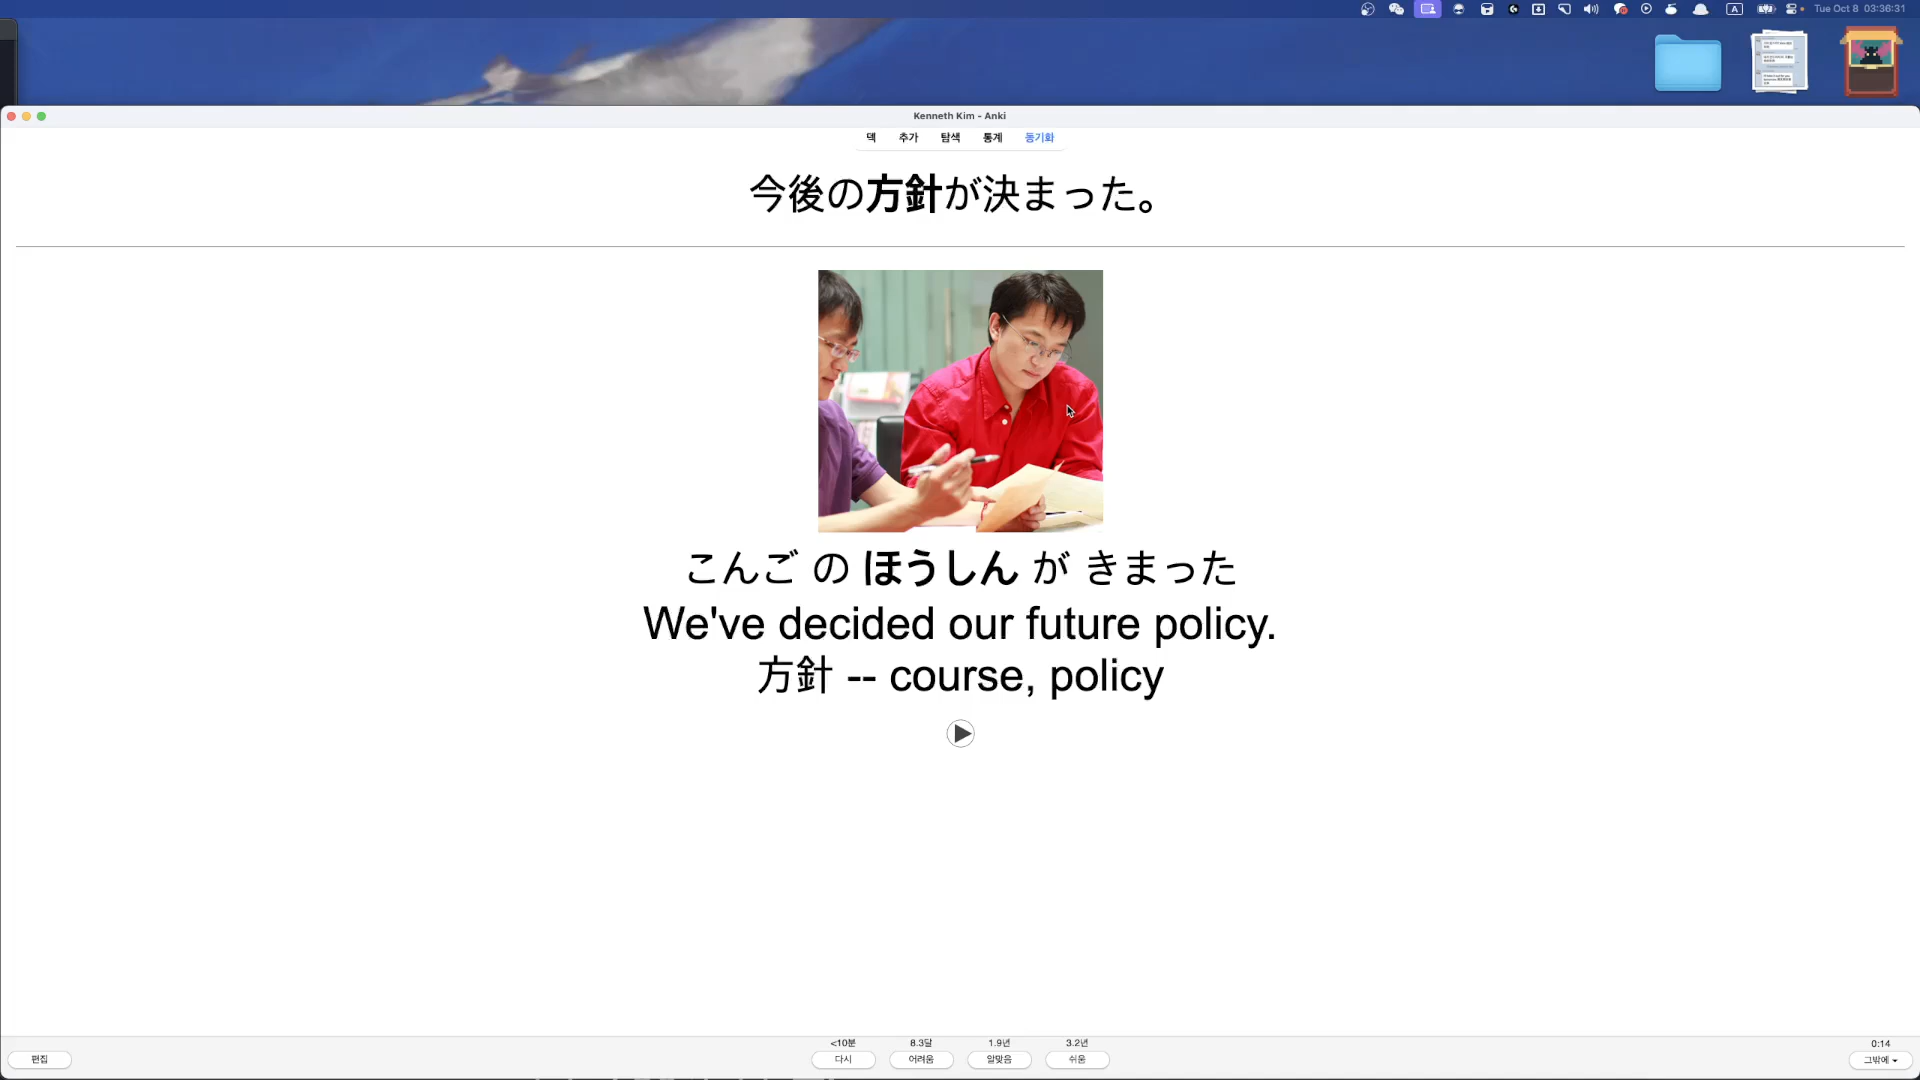 Tue Oct 8 03:36:31
Kenneth Kim - Anki
덱 추가 탐색 통계 동기화
今後の方針が決まった。
こんご の ほうしん が きまった
We've decided our future policy.
方針 -- course, policy
<10분 8.3달 1.9년 3.2년 0:14
편집 다시 어려움 알맞음 쉬움 그밖에